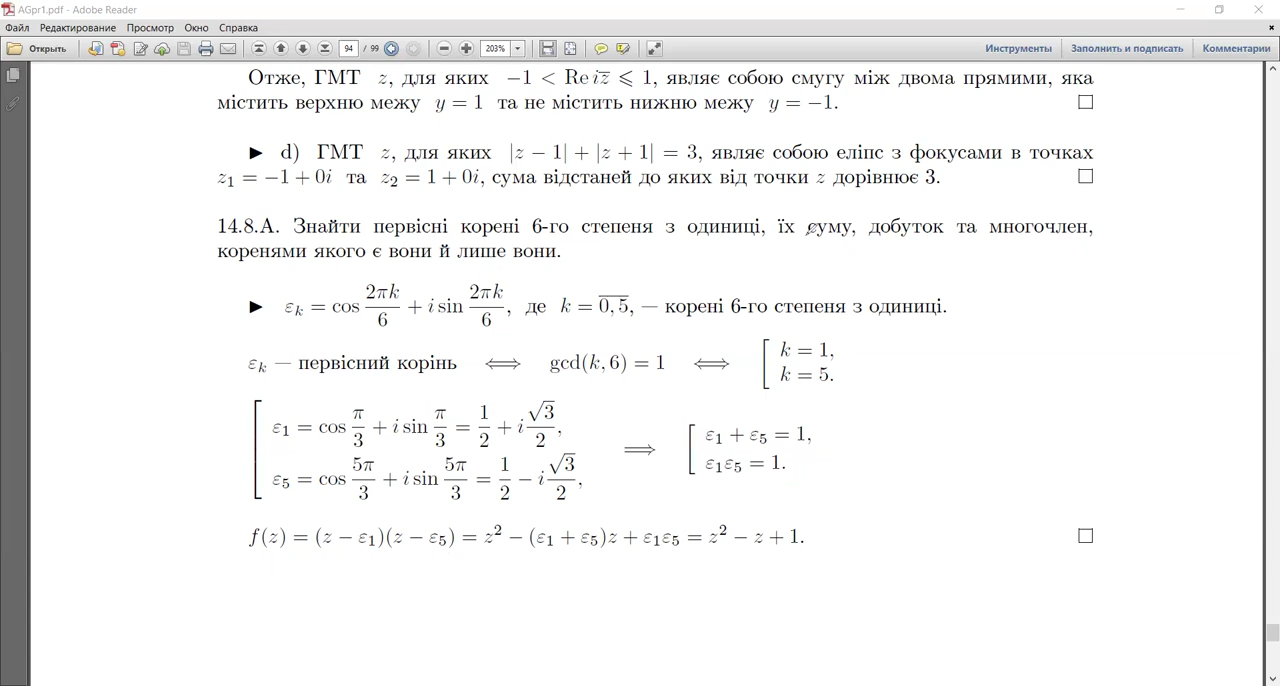 AGpr1.pdf - Adobe Reader
Файл Редактирование Просмотр Окно Справка
Открыть 94 / 99 203% Инструменты Заполнить и подписать Комментарии
Отже, ГМТ z, для яких −1 < Re iz̅ ⩽ 1, являє собою смугу між двома прямими, яка
містить верхню межу y = 1 та не містить нижню межу y = −1. □
► d) ГМТ z, для яких |z − 1| + |z + 1| = 3, являє собою еліпс з фокусами в точках
z₁ = −1 + 0i та z₂ = 1 + 0i, сума відстаней до яких від точки z дорівнює 3. □
14.8.A. Знайти первісні корені 6-го степеня з одиниці, їх суму, добуток та многочлен,
коренями якого є вони й лише вони.
► εₖ = cos 2πk/6 + i sin 2πk/6, де k = 0, 5, — корені 6-го степеня з одиниці.
εₖ — первісний корінь ⟺ gcd(k, 6) = 1 ⟺ [ k = 1,
k = 5.
ε₁ = cos π/3 + i sin π/3 = 1/2 + i √3/2,
ε₅ = cos 5π/3 + i sin 5π/3 = 1/2 − i √3/2,
⟹ [ ε₁ + ε₅ = 1,
ε₁ε₅ = 1.
f(z) = (z − ε₁)(z − ε₅) = z² − (ε₁ + ε₅)z + ε₁ε₅ = z² − z + 1. □